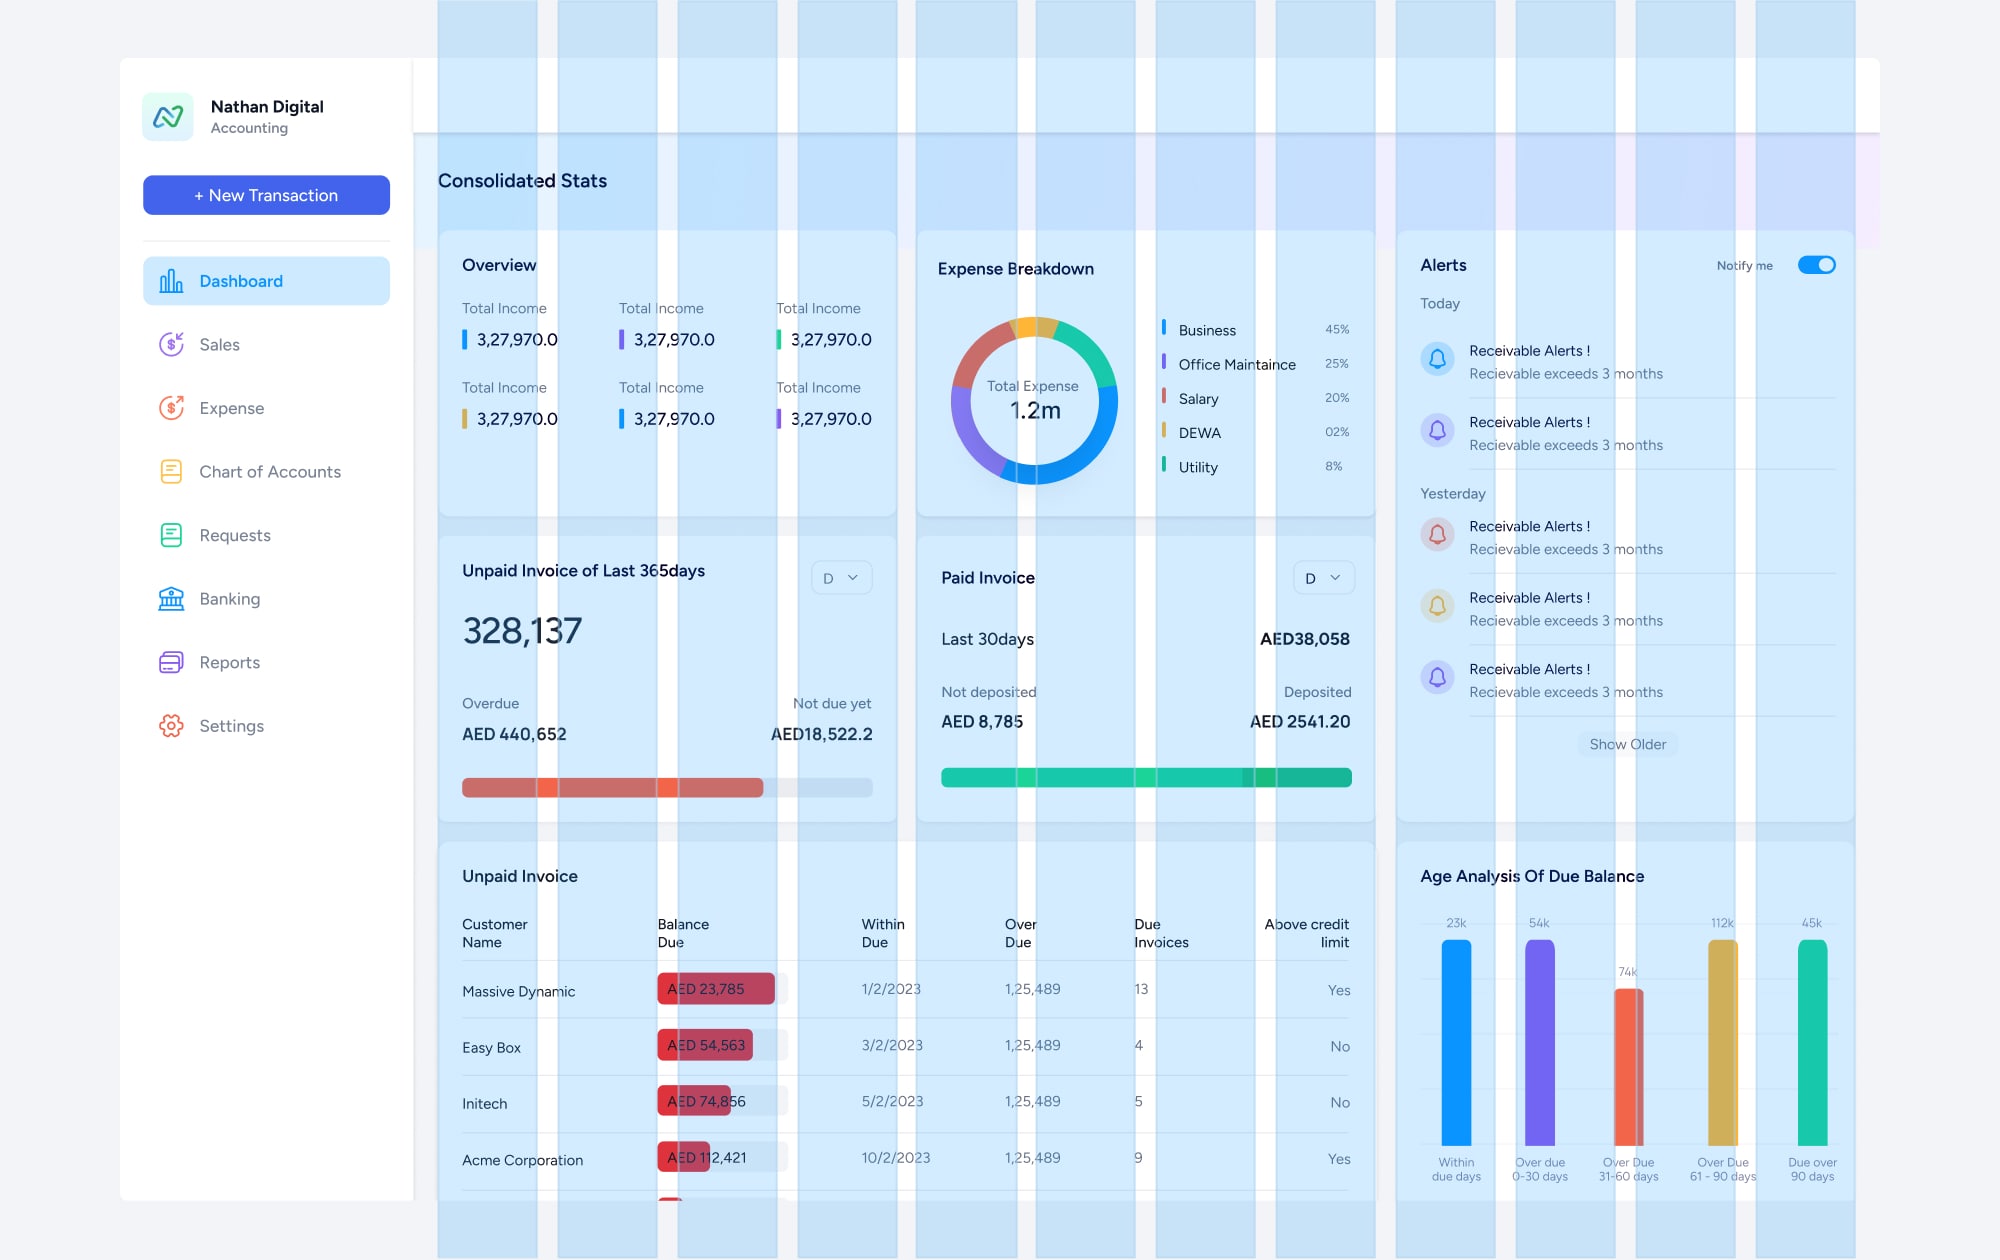 Nathan Digital
Accounting
+ New Transaction
Dashboard
Sales
Expense
Chart of Accounts
Requests
Banking
Reports
Settings
Consolidated Stats
Overview
Total Income
3,27,970.0
Total Income
3,27,970.0
Total Income
3,27,970.0
Total Income
3,27,970.0
Total Income
3,27,970.0
Total Income
3,27,970.0
Expense Breakdown
Total Expense
1.2m
Business 45%
Office Maintaince 25%
Salary 20%
DEWA 02%
Utility 8%
Alerts
Notify me
Today
Receivable Alerts !
Recievable exceeds 3 months
Receivable Alerts !
Recievable exceeds 3 months
Yesterday
Receivable Alerts !
Recievable exceeds 3 months
Receivable Alerts !
Recievable exceeds 3 months
Receivable Alerts !
Recievable exceeds 3 months
Show Older
Unpaid Invoice of Last 365days
D
328,137
Overdue
AED 440,652
Not due yet
AED18,522.2
Paid Invoice
D
Last 30days
AED38,058
Not deposited
AED 8,785
Deposited
AED 2541.20
Unpaid Invoice
Customer Name
Balance Due
Within Due
Over Due
Due Invoices
Above credit limit
Massive Dynamic AED 23,785 1/2/2023 1,25,489 13 Yes
Easy Box AED 54,563 3/2/2023 1,25,489 4 No
Initech AED 74,856 5/2/2023 1,25,489 5 No
Acme Corporation AED 112,421 10/2/2023 1,25,489 9 Yes
Age Analysis Of Due Balance
23k
54k
74k
112k
45k
Within due days
Over due 0-30 days
Over Due 31-60 days
Over Due 61 - 90 days
Due over 90 days